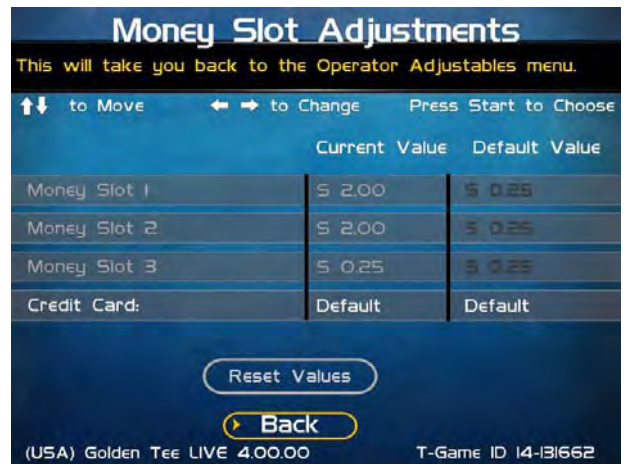 Money Slot Adjustments
This will take you back to the Operator Adjustables menu.
to Move to Change Press Start to Choose
Current Value Default Value
Money Slot 1 $ 2.00 $ 0.25
Money Slot 2 $ 2.00 $ 0.25
Money Slot 3 $ 0.25 $ 0.25
Credit Card: Default Default
Reset Values
Back
(USA) Golden Tee LIVE 4.00.00 T-Game ID 14-131662